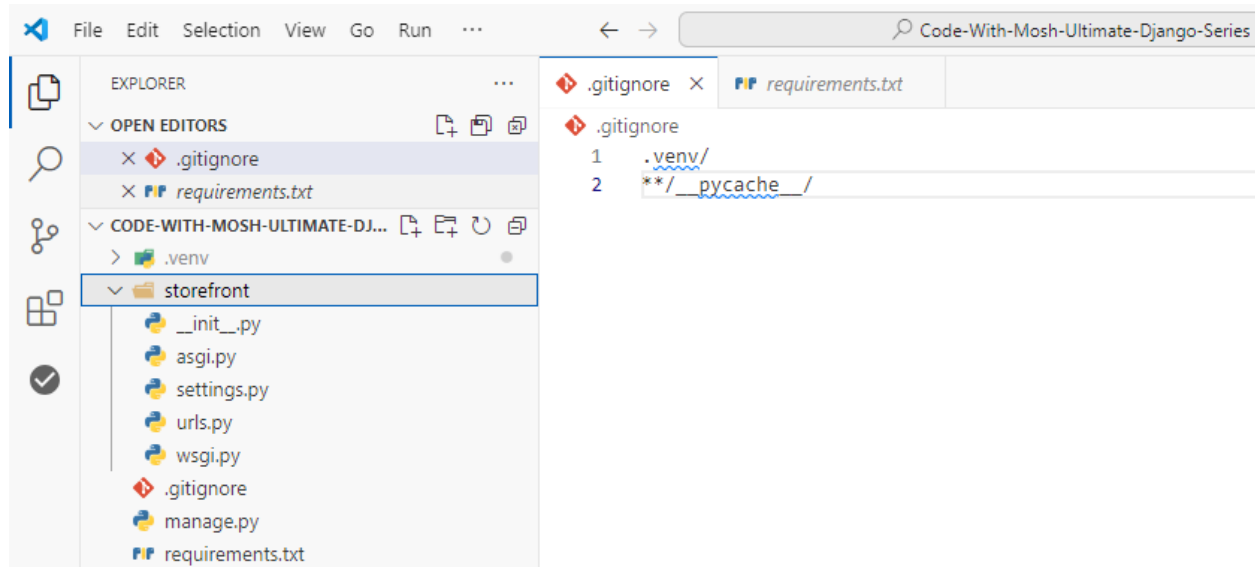 File Edit Selection View Go Run ··· Code-With-Mosh-Ultimate-Django-Series
EXPLORER ···
OPEN EDITORS
.gitignore
requirements.txt
CODE-WITH-MOSH-ULTIMATE-DJ...
.venv
storefront
__init__.py
asgi.py
settings.py
urls.py
wsgi.py
.gitignore
manage.py
requirements.txt
.gitignore requirements.txt
.gitignore
1 .venv/
2 **/__pycache__/